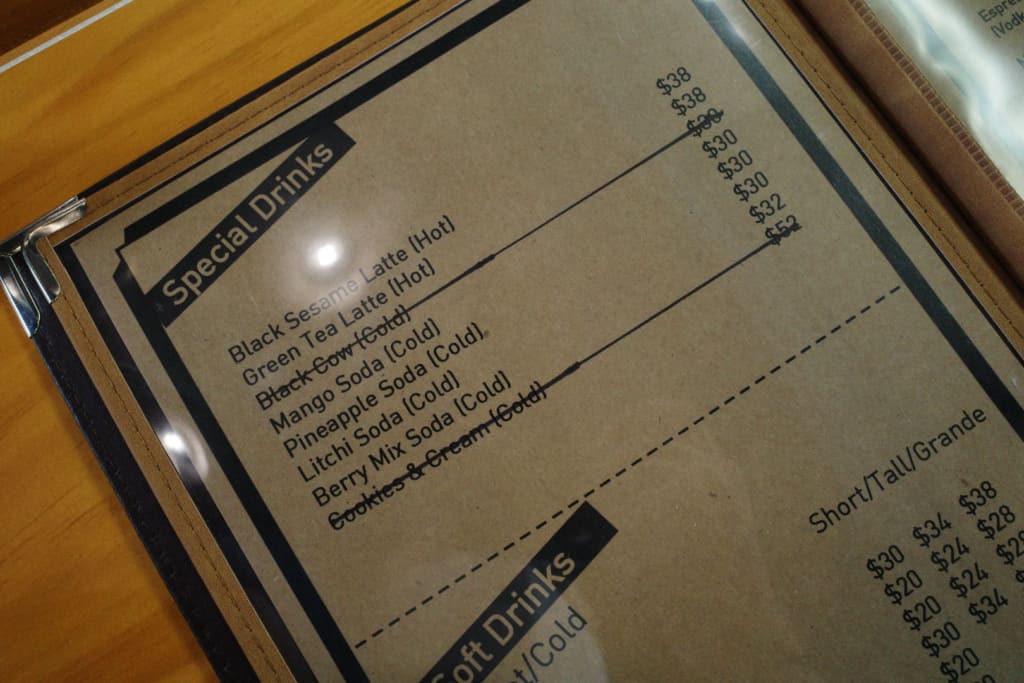 Special Drinks
Black Sesame Latte (Hot) $38
Green Tea Latte (Hot) $38
Black Cow (Cold) $30
Mango Soda (Cold) $30
Pineapple Soda (Cold) $30
Litchi Soda (Cold) $30
Berry Mix Soda (Cold) $32
Cookies & Cream (Cold)
Soft Drinks
/Cold
Short/Tall/Grande
$30 $34 $38
$20 $24 $28
$20 $24
$30 $34
$20